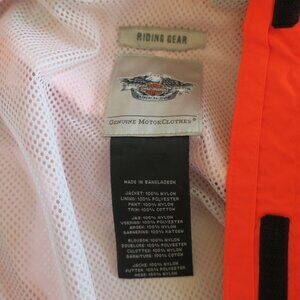 RIDING GEAR
GENUINE MOTORCLOTHES®
MADE IN BANGLADESH
JACKET: 100% NYLON
LINING: 100% POLYESTER
PANT: 100% NYLON
TRIM: 100% COTTON
JAS: 100% NYLON
VOERING: 100% POLYESTER
BROEK: 100% NYLON
GARNERING: 100% KATOEN
BLOUSON: 100% NYLON
DOUBLURE: 100% POLYESTER
CULOTTES: 100% NYLON
GARNITURE: 100% COTON
JACKE: 100% NYLON
FUTTER: 100% POLYESTER
HOSE: 100% NYLON